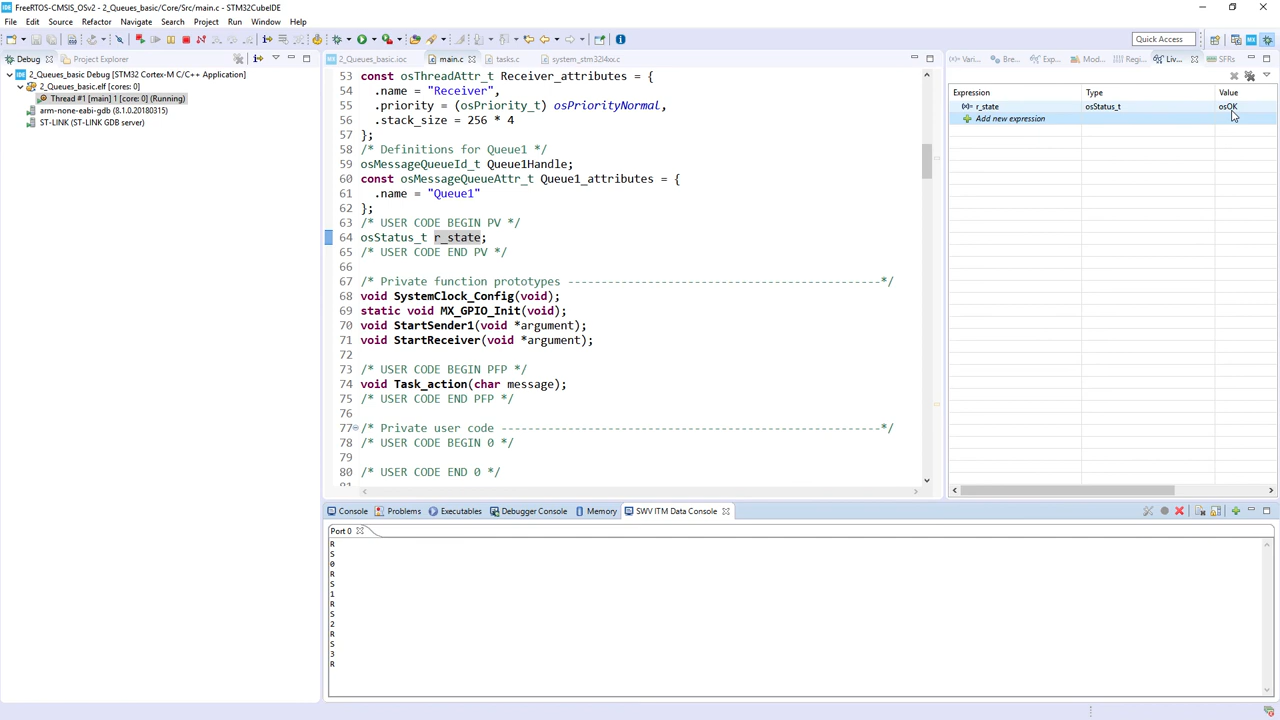 FreeRTOS-CMSIS_OSv2 - 2_Queues_basic/Core/Src/main.c - STM32CubeIDE
File Edit Source Refactor Navigate Search Project Run Window Help
Quick Access
Debug Project Explorer
2_Queues_basic Debug [STM32 Cortex-M C/C++ Application]
2_Queues_basic.elf [cores: 0]
Thread #1 [main] 1 [core: 0] (Running)
arm-none-eabi-gdb (8.1.0.20180315)
ST-LINK (ST-LINK GDB server)
2_Queues_basic.ioc main.c tasks.c system_stm32l4xx.c
53 const osThreadAttr_t Receiver_attributes = {
54 .name = "Receiver",
55 .priority = (osPriority_t) osPriorityNormal,
56 .stack_size = 256 * 4
57 };
58 /* Definitions for Queue1 */
59 osMessageQueueId_t Queue1Handle;
60 const osMessageQueueAttr_t Queue1_attributes = {
61 .name = "Queue1"
62 };
63 /* USER CODE BEGIN PV */
64 osStatus_t r_state;
65 /* USER CODE END PV */
66
67 /* Private function prototypes -----------------------------------------------*/
68 void SystemClock_Config(void);
69 static void MX_GPIO_Init(void);
70 void StartSender1(void *argument);
71 void StartReceiver(void *argument);
72
73 /* USER CODE BEGIN PFP */
74 void Task_action(char message);
75 /* USER CODE END PFP */
76
77 /* Private user code ---------------------------------------------------------*/
78 /* USER CODE BEGIN 0 */
79
80 /* USER CODE END 0 */
(x)= Vari... Bre... Exp... Mod... Regi... Liv... SFRs
Expression Type Value
(x)= r_state osStatus_t osOK
Add new expression
Console Problems Executables Debugger Console Memory SWV ITM Data Console
Port 0
R
S
0
R
S
1
R
S
2
R
S
3
R